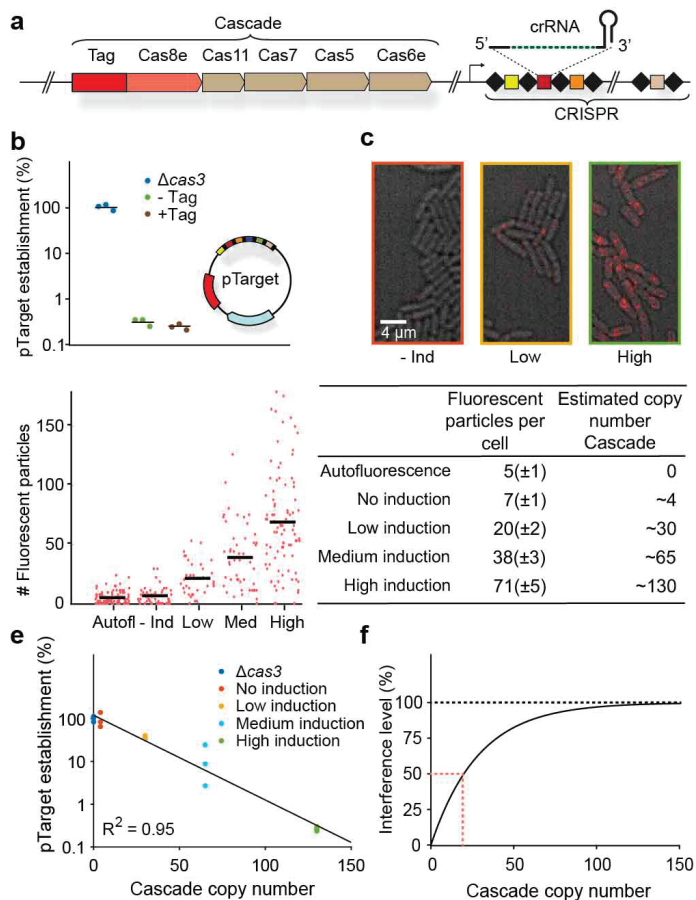 a
Cascade
Tag Cas8e Cas11 Cas7 Cas5 Cas6e
crRNA
5’ 3’
CRISPR
b
pTarget establishment (%)
100
10
1
0.1
Δcas3
- Tag
+Tag
pTarget
c
4 µm
- Ind Low High
# Fluorescent particles
150
100
50
0
Autofl - Ind Low Med High
Fluorescent Estimated copy
particles per number
cell Cascade
Autofluorescence 5(±1) 0
No induction 7(±1) ~4
Low induction 20(±2) ~30
Medium induction 38(±3) ~65
High induction 71(±5) ~130
e
pTarget establishment (%)
100
10
1
0.1
Δcas3
No induction
Low induction
Medium induction
High induction
R² = 0.95
0 50 100 150
Cascade copy number
f
Interference level (%)
100
75
50
25
0
0 50 100 150
Cascade copy number